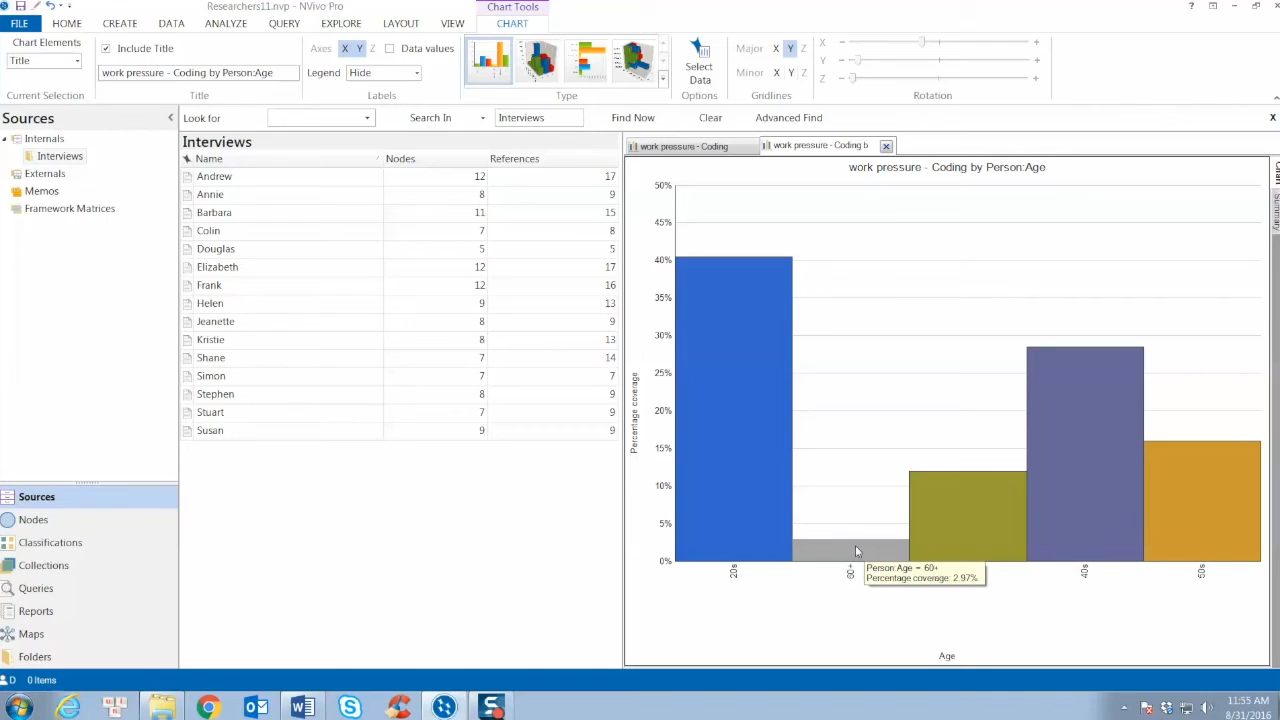 Researchers11.nvp - NVivo Pro
Chart Tools
FILE HOME CREATE DATA ANALYZE QUERY EXPLORE LAYOUT VIEW CHART
Chart Elements
Title
Current Selection
Include Title
work pressure - Coding by Person:Age
Title
Axes X Y Z Data values
Legend Hide
Labels
Type
Select
Data
Options
Major X Y Z
Minor X Y Z
Gridlines
X
Y
Z
Rotation
Sources
Internals
Interviews
Externals
Memos
Framework Matrices
Look for Search In Interviews Find Now Clear Advanced Find X
Interviews
Name Nodes References
Andrew 12 17
Annie 8 9
Barbara 11 15
Colin 7 8
Douglas 5 5
Elizabeth 12 17
Frank 12 16
Helen 9 13
Jeanette 8 9
Kristie 8 13
Shane 7 14
Simon 7 7
Stephen 8 9
Stuart 7 9
Susan 9 9
work pressure - Coding
work pressure - Coding b
work pressure - Coding by Person:Age
Chart
Summary
50%
45%
40%
35%
30%
25%
20%
15%
10%
5%
0%
Percentage coverage
20s 60+ 40s 50s
Person:Age = 60+
Percentage coverage: 2.97%
Age
Sources
Nodes
Classifications
Collections
Queries
Reports
Maps
Folders
D 0 Items
11:55 AM
8/31/2016